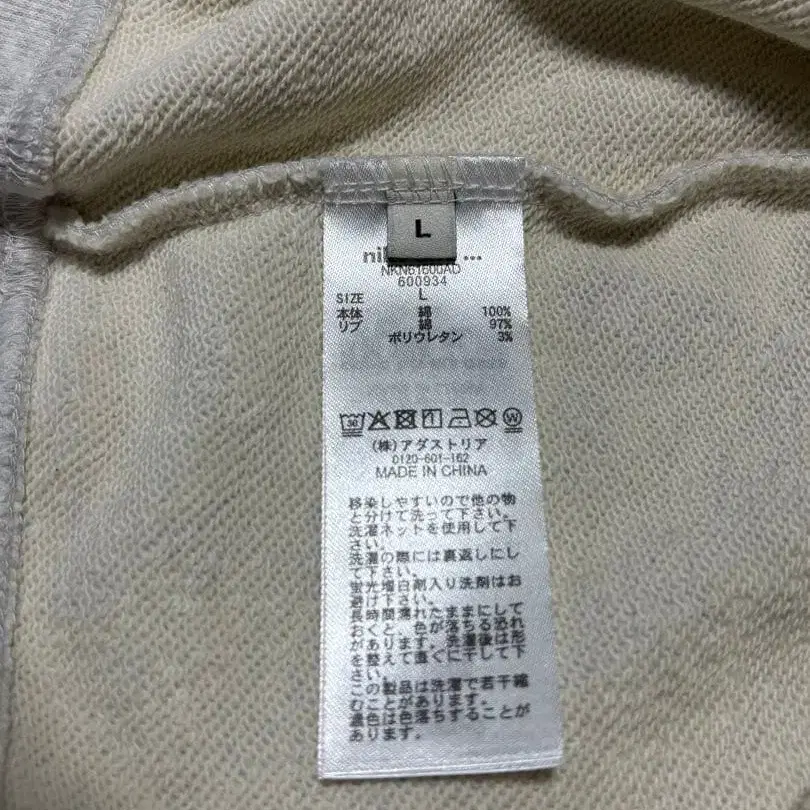 L
NKN61600AD
600934
SIZE L
本体 綿 100%
リブ 綿 97%
ポリウレタン 3%
30
(株)アダストリア
0120-601-162
MADE IN CHINA
移染しやすいので他の物
と分けて洗って下さい。
洗濯ネットを使用して下
さい。
洗濯の際には裏返しにし
て下さい。
蛍光増白剤入り洗剤はお
避け下さい。
長時間濡れたままにして
おくと、色が落ちる恐れ
があります。洗濯後は形
を整えて直ぐに干して下
さい。
この製品は洗濯で若干縮
むことがあります。
濃色は色落ちすることが
あります。